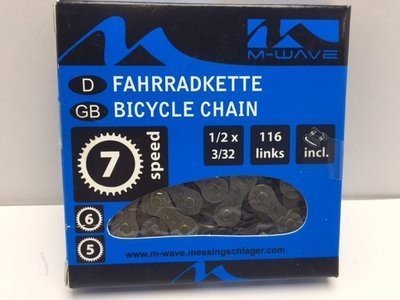 M-WAVE
D FAHRRADKETTE
GB BICYCLE CHAIN
7 speed
1/2 x
3/32
116
links
incl.
6
5
www.m-wave.messingschlager.com